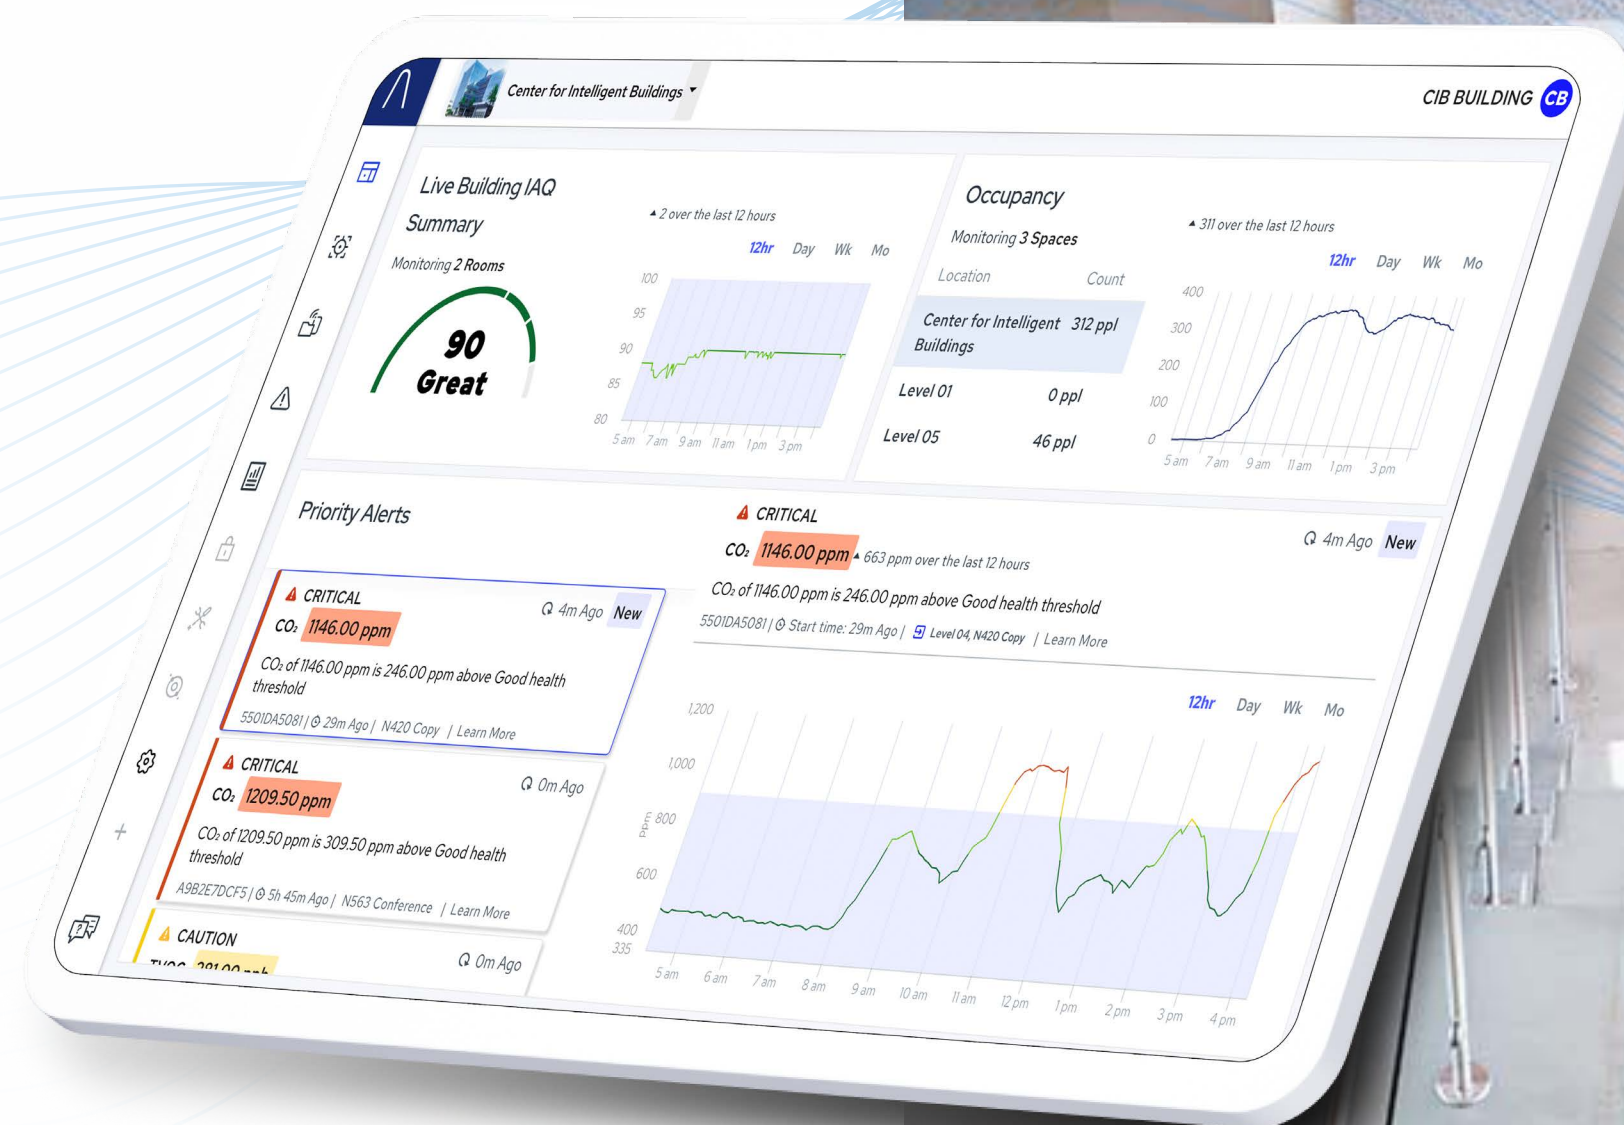 Center for Intelligent Buildings
CIB BUILDING
CB
Live Building IAQ
Summary
Monitoring 2 Rooms
90
Great
▲ 2 over the last 12 hours
12hr Day Wk Mo
100
95
90
85
80
5 am 7 am 9 am 11 am 1 pm 3 pm
Occupancy
Monitoring 3 Spaces
Location Count
Center for Intelligent 312 ppl
Buildings
Level 01 0 ppl
Level 05 46 ppl
▲ 311 over the last 12 hours
12hr Day Wk Mo
400
300
200
100
0
5 am 7 am 9 am 11 am 1 pm 3 pm
Priority Alerts
CRITICAL
4m Ago New
CO₂ 1146.00 ppm
CO₂ of 1146.00 ppm is 246.00 ppm above Good health
threshold
5501DA5081 | 29m Ago | N420 Copy | Learn More
CRITICAL
0m Ago
CO₂ 1209.50 ppm
CO₂ of 1209.50 ppm is 309.50 ppm above Good health
threshold
A9B2E7DCF5 | 5h 45m Ago | N563 Conference | Learn More
CAUTION
0m Ago
CRITICAL
4m Ago New
CO₂ 1146.00 ppm ▲ 663 ppm over the last 12 hours
CO₂ of 1146.00 ppm is 246.00 ppm above Good health threshold
5501DA5081 | Start time: 29m Ago | Level 04, N420 Copy | Learn More
12hr Day Wk Mo
1,200
1,000
ppm
800
600
400
335
5 am 6 am 7 am 8 am 9 am 10 am 11 am 12 pm 1 pm 2 pm 3 pm 4 pm